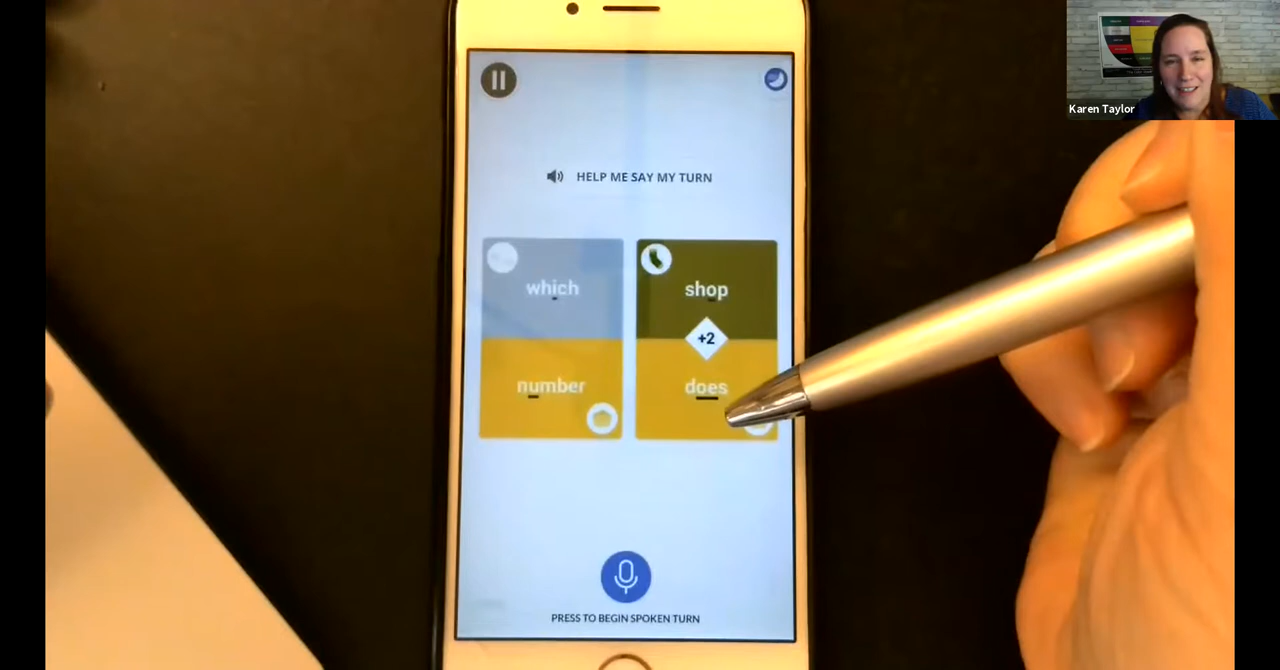 Karen Taylor
HELP ME SAY MY TURN
which
shop
+2
number
does
PRESS TO BEGIN SPOKEN TURN